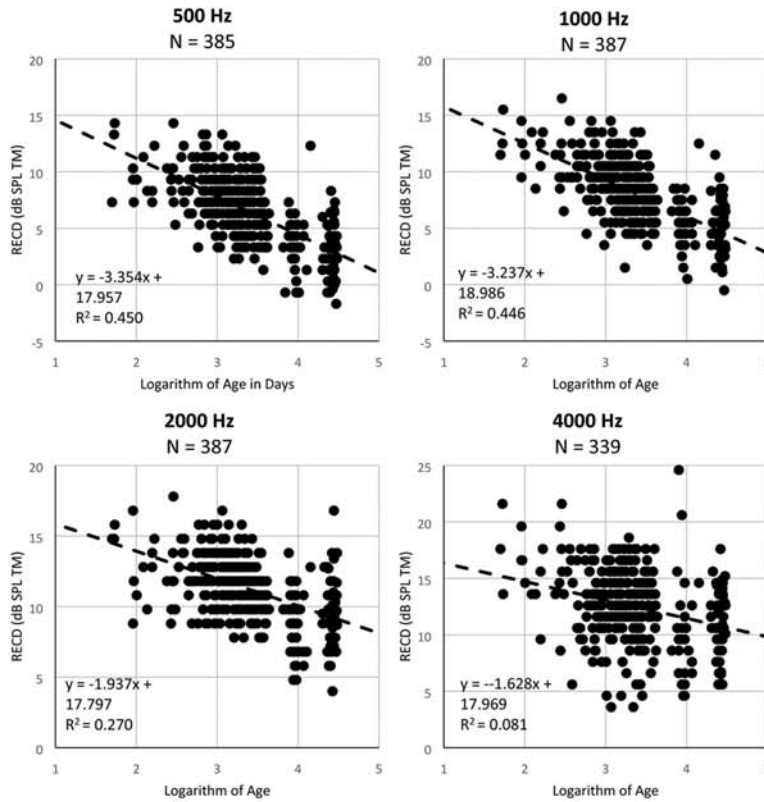 500 Hz
N = 385
20
15
10
5
0
-5
RECD (dB SPL TM)
y = -3.354x +
17.957
R² = 0.450
1 2 3 4 5
Logarithm of Age in Days
1000 Hz
N = 387
20
15
10
5
0
-5
RECD (dB SPL TM)
y = -3.237x +
18.986
R² = 0.446
1 2 3 4 5
Logarithm of Age
2000 Hz
N = 387
20
15
10
5
0
RECD (dB SPL TM)
y = -1.937x +
17.797
R² = 0.270
1 2 3 4 5
Logarithm of Age
4000 Hz
N = 339
25
20
15
10
5
0
RECD (dB SPL TM)
y = --1.628x +
17.969
R² = 0.081
1 2 3 4 5
Logarithm of Age